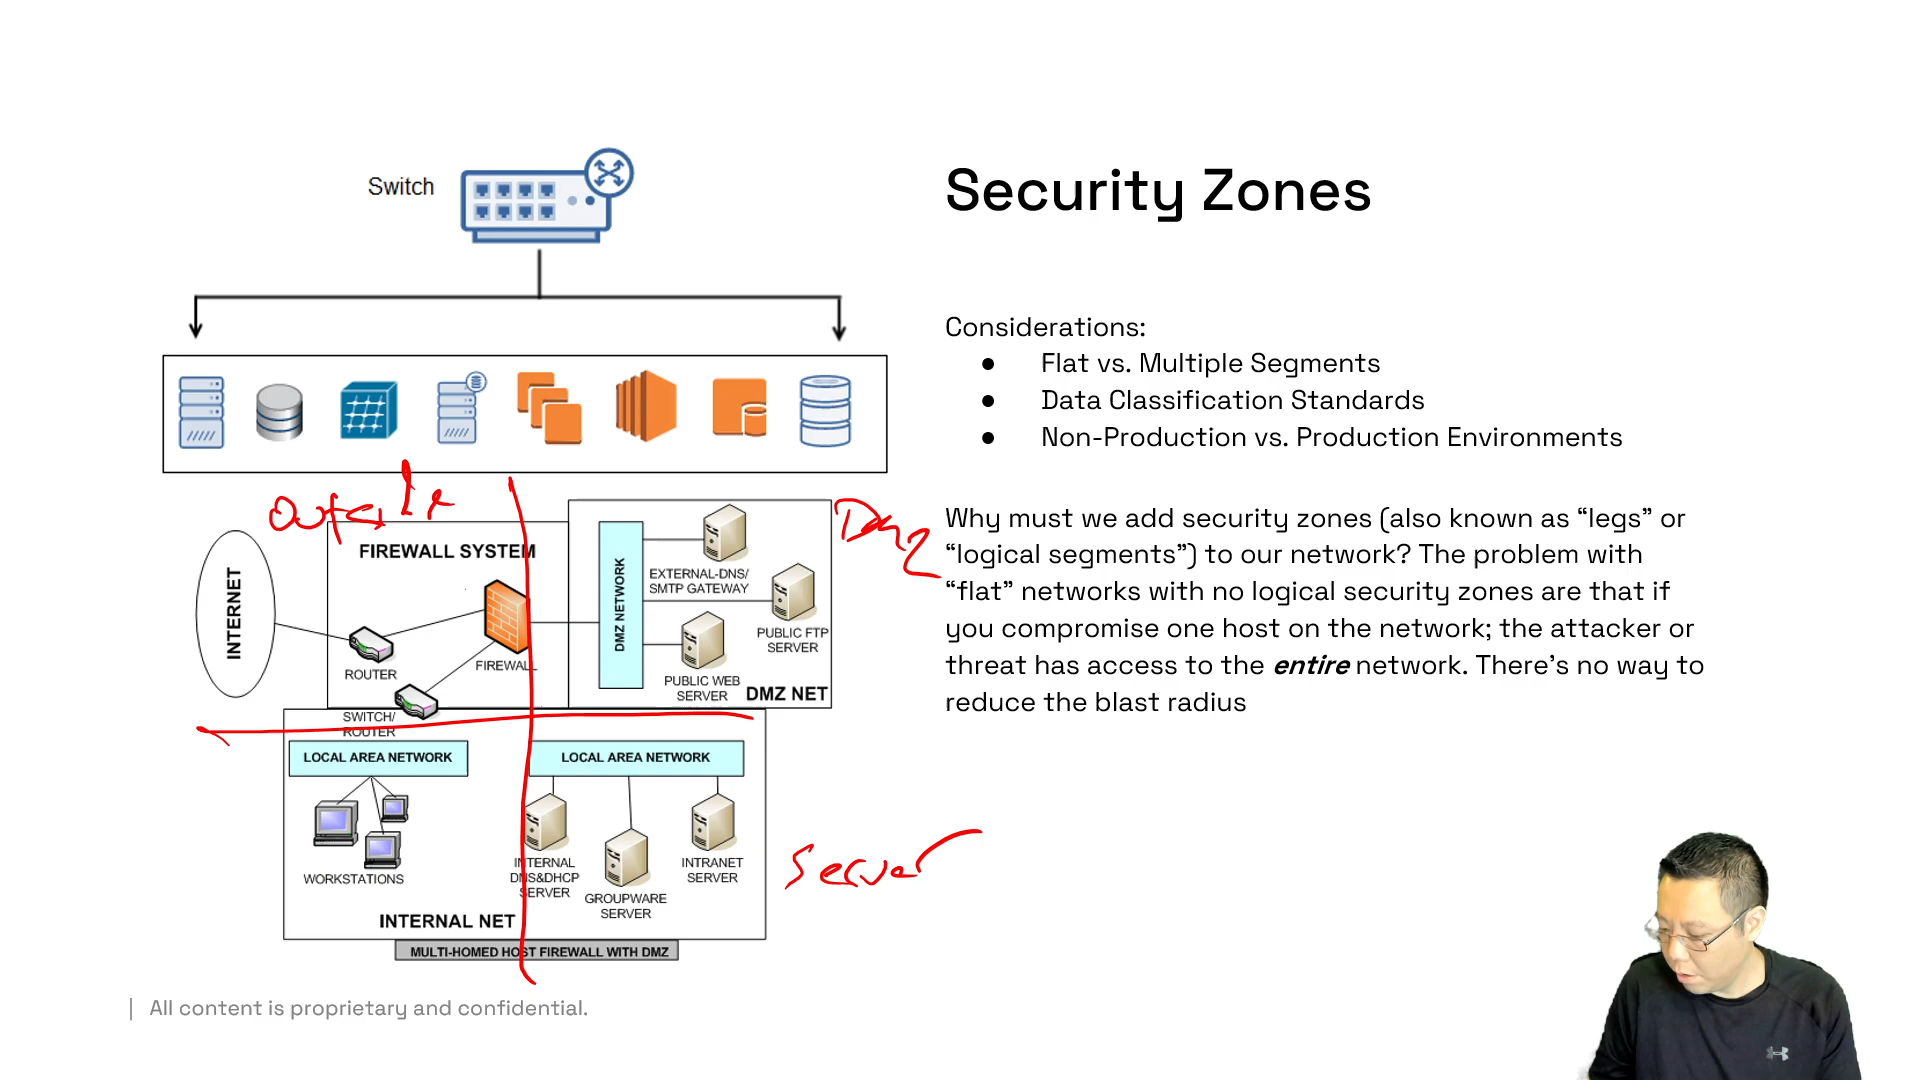 Switch
Security Zones
Considerations:
● Flat vs. Multiple Segments
● Data Classification Standards
● Non-Production vs. Production Environments
Why must we add security zones (also known as “legs” or
“logical segments”) to our network? The problem with
“flat” networks with no logical security zones are that if
you compromise one host on the network; the attacker or
threat has access to the entire network. There’s no way to
reduce the blast radius
Outside
DMZ
FIREWALL SYSTEM
INTERNET
ROUTER
FIREWALL
SWITCH/
ROUTER
DMZ NETWORK
EXTERNAL-DNS/
SMTP GATEWAY
PUBLIC FTP
SERVER
PUBLIC WEB
SERVER
DMZ NET
LOCAL AREA NETWORK
LOCAL AREA NETWORK
WORKSTATIONS
INTERNAL
DNS&DHCP
SERVER
GROUPWARE
SERVER
INTRANET
SERVER
Server
INTERNAL NET
MULTI-HOMED HOST FIREWALL WITH DMZ
| All content is proprietary and confidential.